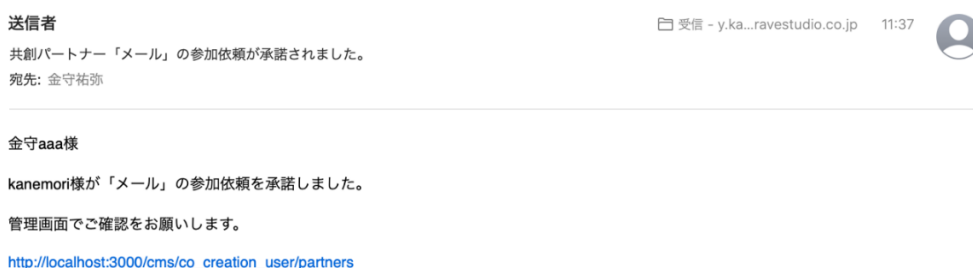 送信者
受信 - y.ka...ravestudio.co.jp 11:37
共創パートナー「メール」の参加依頼が承諾されました。
宛先: 金守祐弥
金守aaa様
kanemori様が「メール」の参加依頼を承諾しました。
管理画面でご確認をお願いします。
http://localhost:3000/cms/co_creation_user/partners